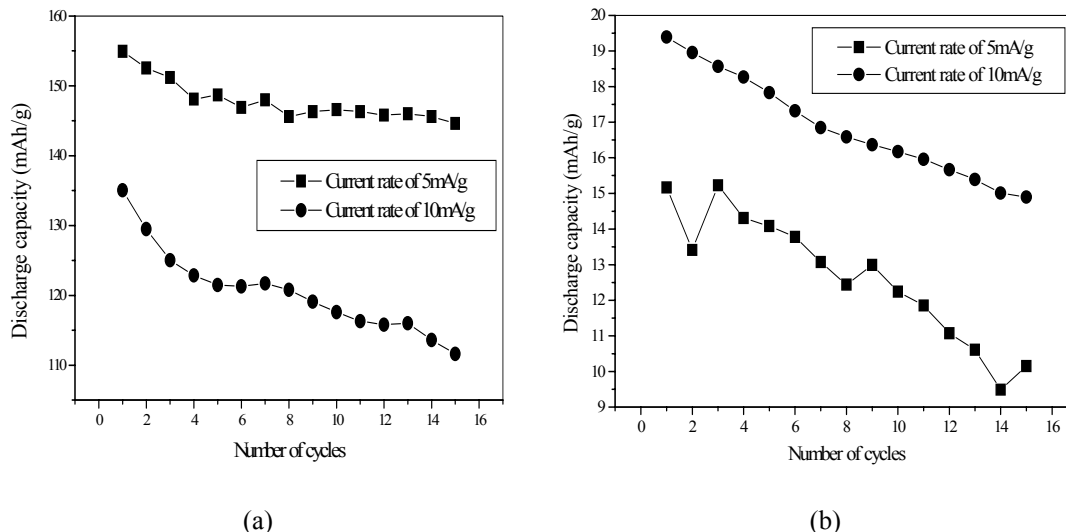 160
150
140
130
120
110
Discharge capacity (mAh/g)
Current rate of 5mA/g
Current rate of 10mA/g
0 2 4 6 8 10 12 14 16
Number of cycles
(a)
20
19
18
17
16
15
14
13
12
11
10
9
Discharge capacity (mAh/g)
Current rate of 5mA/g
Current rate of 10mA/g
0 2 4 6 8 10 12 14 16
Number of cycles
(b)